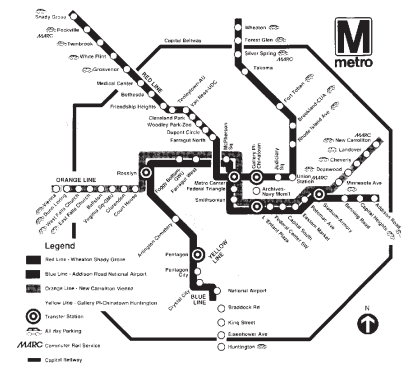 Shady Grove
MARC
Rockville
Twinbrook
White Flint
Grosvenor
Medical Center
Bethesda
Friendship Heights
RED LINE
Tenleytown-AU
Van Ness-UDC
Cleveland Park
Woodley Park-Zoo
Dupont Circle
Farragut North
Capital Beltway
Wheaton
Forest Glen
Silver Spring
MARC
Takoma
Fort Totten
Brookland-CUA
Rhode Island Ave
M
metro
MARC
New Carrollton
Landover
Cheverly
Deanwood
Minnesota Ave
Union
Station
MARC
Judiciary
Sq
Gallery Pl-
Chinatown
McPherson
Sq
Metro Center
Federal Triangle
Smithsonian
Archives-
Navy Mem'l
Rosslyn
Foggy Bottom-
GWU
Farragut West
ORANGE LINE
Vienna
Dunn Loring
West Falls Church
East Falls Church
Ballston
Virginia Sq-GMU
Clarendon
Court House
L'Enfant Plaza
Federal Center SW
Capitol South
Eastern Market
Potomac Ave
Stadium-Armory
Benning Road
Capitol Heights
Addison Road
Arlington Cemetery
Pentagon
Pentagon
City
Crystal City
YELLOW
LINE
BLUE
LINE
National Airport
Braddock Rd
King Street
Eisenhower Ave
Huntington
N
Legend
Red Line - Wheaton Shady Grove
Blue Line - Addison Road National Airport
Orange Line - New Carrollton Vienna
Yellow Line - Gallery Pl-Chinatown Huntington
Transfer Station
All day Parking
MARC Commuter Rail Service
Capital Beltway